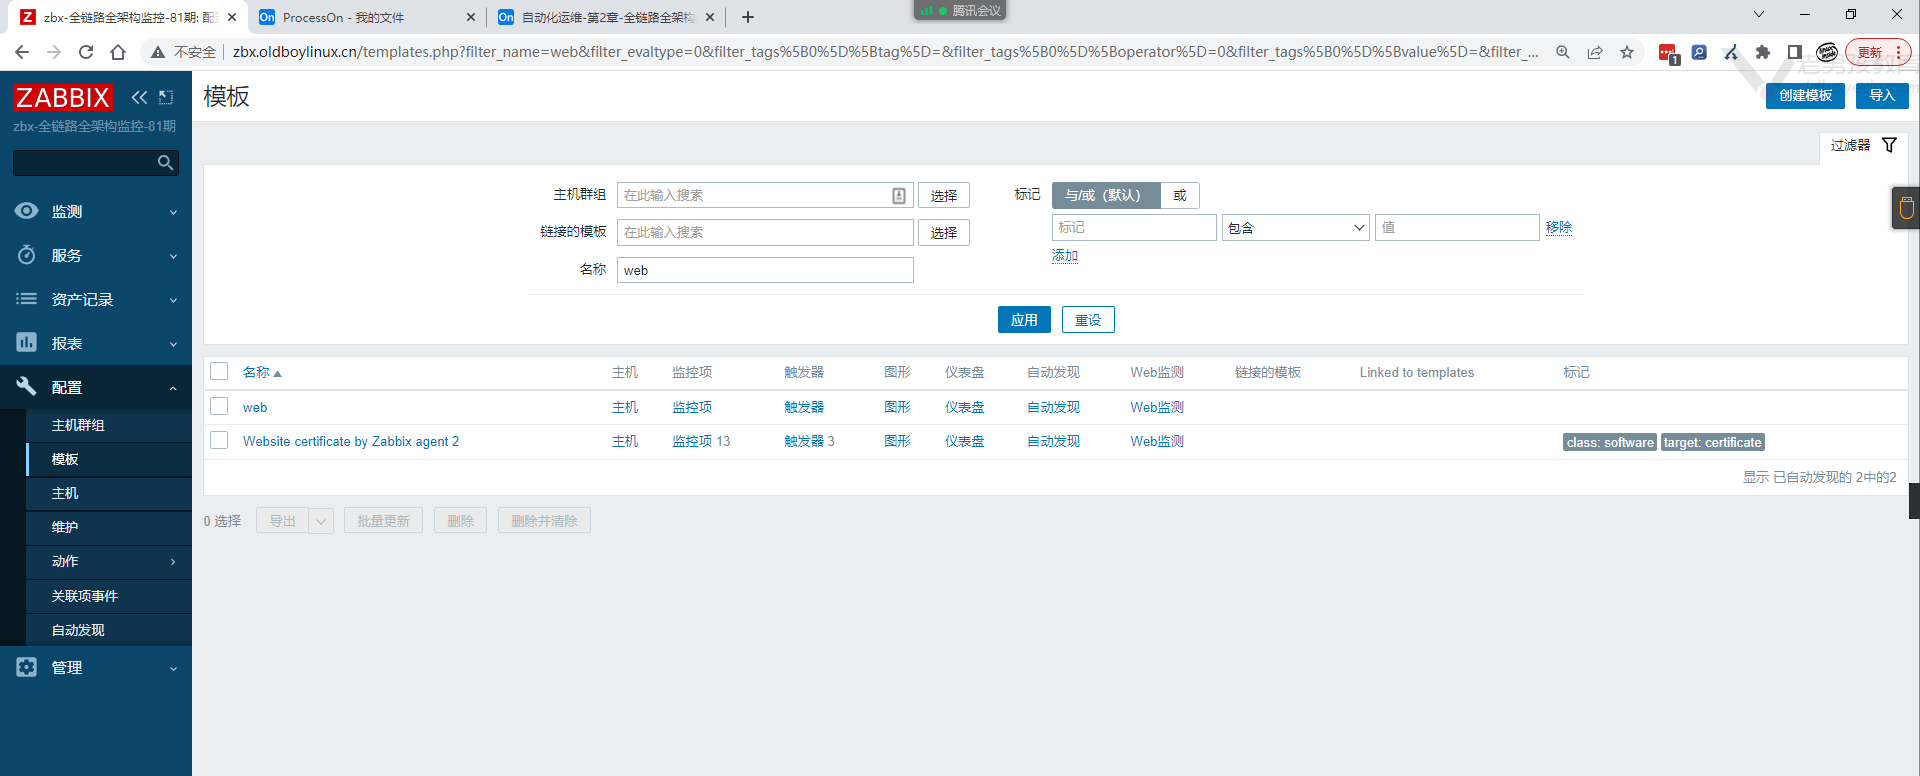 zbx-全链路全架构监控-81期: 配
ProcessOn - 我的文件
自动化运维-第2章-全链路全架构
腾讯会议
不安全
zbx.oldboylinux.cn/templates.php?filter_name=web&filter_evaltype=0&filter_tags%5B0%5D%5Btag%5D=&filter_tags%5B0%5D%5Boperator%5D=0&filter_tags%5B0%5D%5Bvalue%5D=&filter_...
1
更新
老男孩教育
ZABBIX
zbx-全链路全架构监控-81期
模板
创建模板 导入
过滤器
监测
服务
资产记录
报表
配置
主机群组
模板
主机
维护
动作
关联项事件
自动发现
管理
主机群组 在此输入搜索 选择
链接的模板 在此输入搜索 选择
名称 web
标记 与/或（默认） 或
标记 包含 值 移除
添加
应用 重设
名称 主机 监控项 触发器 图形 仪表盘 自动发现 Web监测 链接的模板 Linked to templates 标记
web 主机 监控项 触发器 图形 仪表盘 自动发现 Web监测
Website certificate by Zabbix agent 2 主机 监控项 13 触发器 3 图形 仪表盘 自动发现 Web监测 class: software target: certificate
显示 已自动发现的 2中的2
0 选择 导出 批量更新 删除 删除并清除